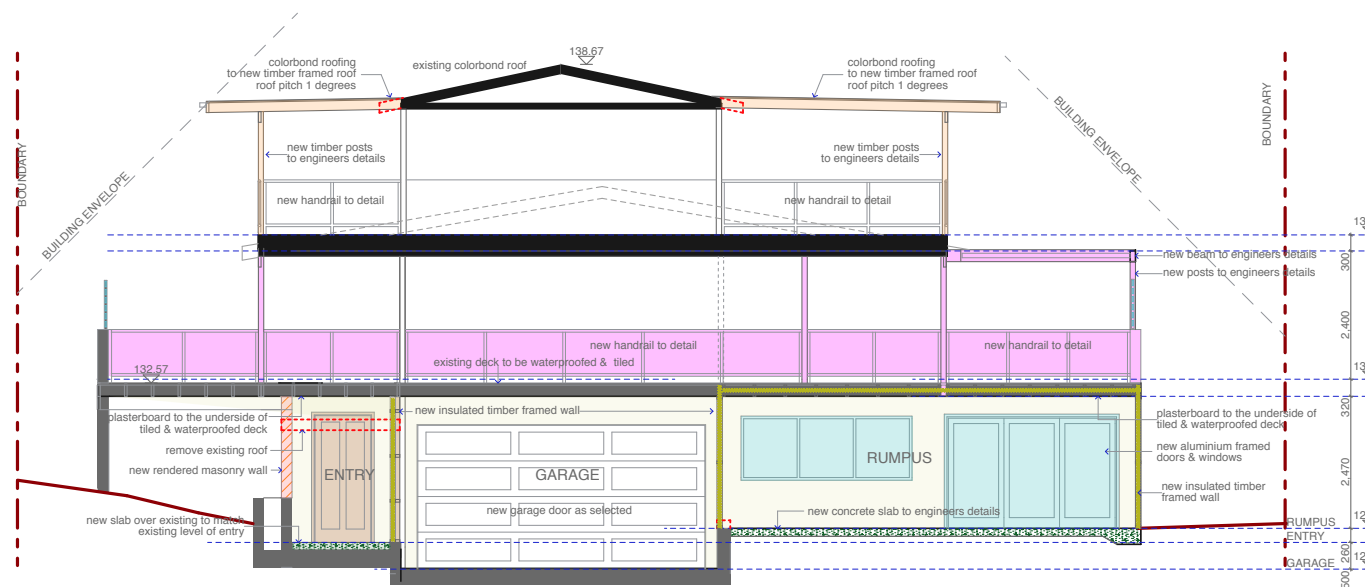 138.67
colorbond roofing
to new timber framed roof
roof pitch 1 degrees
existing colorbond roof
colorbond roofing
to new timber framed roof
roof pitch 1 degrees
BOUNDARY
BUILDING ENVELOPE
BUILDING ENVELOPE
BOUNDARY
new timber posts
to engineers details
new timber posts
to engineers details
new handrail to detail
new handrail to detail
new beam to engineers details
300
new posts to engineers details
2,400
new handrail to detail
new handrail to detail
existing deck to be waterproofed & tiled
132.57
320
plasterboard to the underside of
tiled & waterproofed deck
new insulated timber framed wall
plasterboard to the underside of
tiled & waterproofed deck
remove existing roof
new aluminium framed
doors & windows
new rendered masonry wall
ENTRY
GARAGE
RUMPUS
2,470
new insulated timber
framed wall
new slab over existing to match
existing level of entry
new garage door as selected
new concrete slab to engineers details
RUMPUS
ENTRY
260
GARAGE